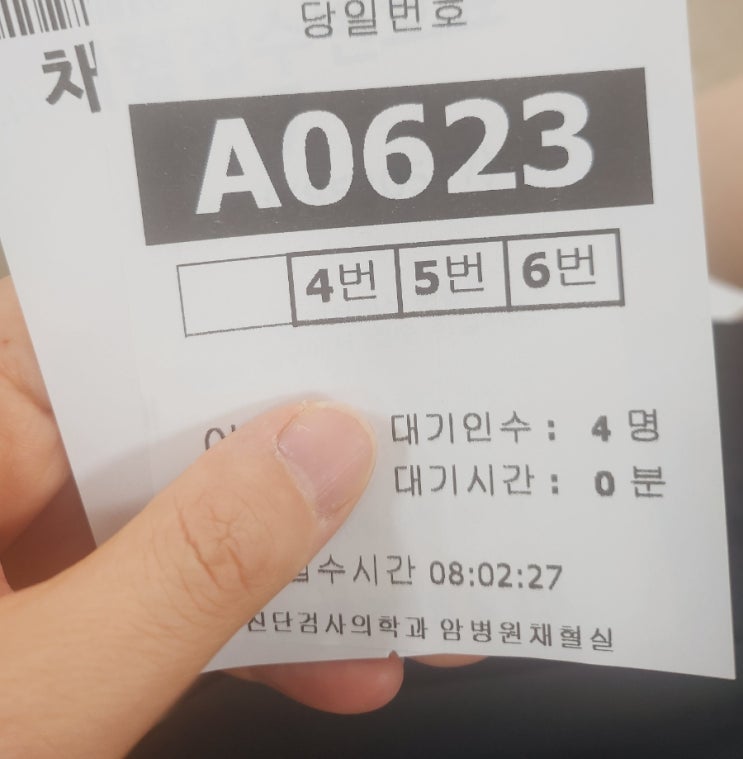 당일번호
채
A0623
4번 5번 6번
대기인수 : 4 명
대기시간 : 0 분
수시간 08:02:27
진단검사의학과 암병원채혈실